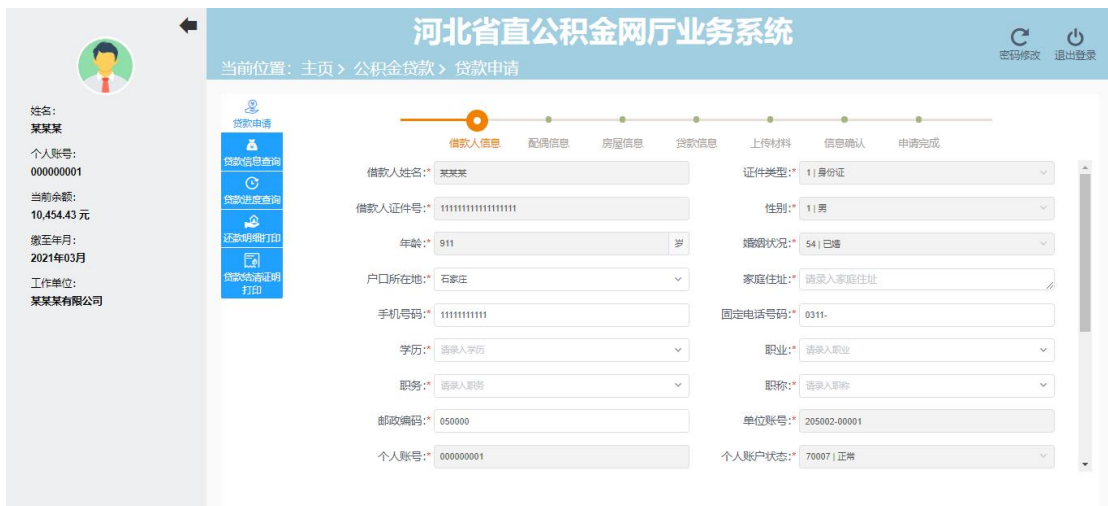 河北省直公积金网厅业务系统
密码修改 退出登录
当前位置：主页 > 公积金贷款 > 贷款申请
姓名：
某某某
个人账号：
000000001
当前余额：
10,454.43 元
缴至年月：
2021年03月
工作单位：
某某某有限公司
贷款申请
贷款信息查询
贷款进度查询
还款明细打印
贷款结清证明
打印
借款人信息 配偶信息 房屋信息 贷款信息 上传材料 信息确认 申请完成
借款人姓名:* 某某某 证件类型:* 1 | 身份证
借款人证件号:* 111111111111111111 性别:* 1 | 男
年龄:* 911 岁 婚姻状况:* 54 | 已婚
户口所在地:* 石家庄 家庭住址:* 请录入家庭住址
手机号码:* 11111111111 固定电话号码:* 0311-
学历:* 请录入学历 职业:* 请录入职业
职务:* 请录入职务 职称:* 请录入职称
邮政编码:* 050000 单位账号:* 205002-00001
个人账号:* 000000001 个人账户状态:* 70007 | 正常